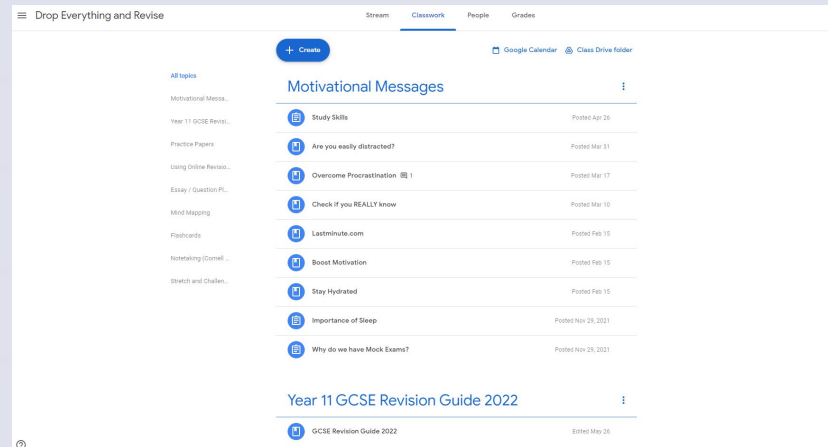 Drop Everything and Revise
Stream Classwork People Grades
Create
Google Calendar Class Drive folder
All topics
Motivational Messa...
Year 11 GCSE Revisi...
Practice Papers
Using Online Revisio...
Essay / Question Pl...
Mind Mapping
Flashcards
Notetaking (Cornell ...
Stretch and Challen...
Motivational Messages
Study Skills Posted Apr 26
Are you easily distracted? Posted Mar 31
Overcome Procrastination 1 Posted Mar 17
Check if you REALLY know Posted Mar 10
Lastminute.com Posted Feb 15
Boost Motivation Posted Feb 15
Stay Hydrated Posted Feb 15
Importance of Sleep Posted Nov 29, 2021
Why do we have Mock Exams? Posted Nov 29, 2021
Year 11 GCSE Revision Guide 2022
GCSE Revision Guide 2022 Edited May 26